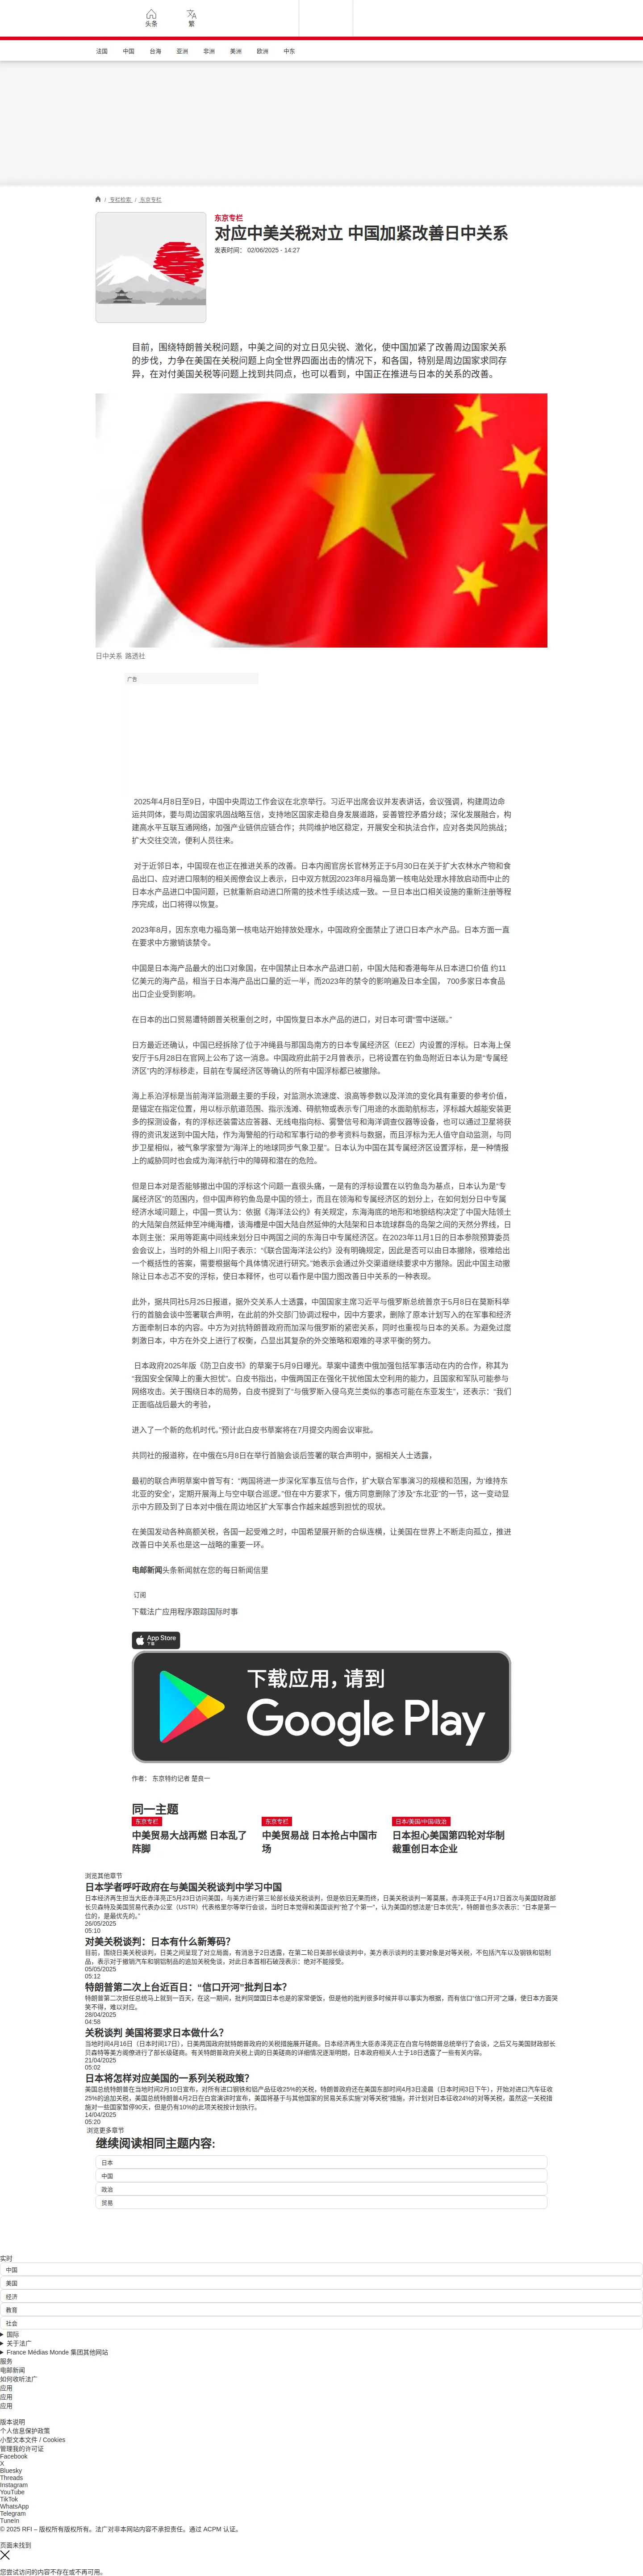 头条
繁
法国 中国 台海 亚洲 非洲 美洲 欧洲 中东
/ 专栏检索 / 东京专栏
东京专栏
对应中美关税对立 中国加紧改善日中关系
发表时间： 02/06/2025 - 14:27
目前，围绕特朗普关税问题，中美之间的对立日见尖锐、激化，使中国加紧了改善周边国家关系
的步伐，力争在美国在关税问题上向全世界四面出击的情况下，和各国，特别是周边国家求同存
异，在对付美国关税等问题上找到共同点，也可以看到，中国正在推进与日本的关系的改善。
日中关系 路透社
广告
2025年4月8日至9日，中国中央周边工作会议在北京举行。习近平出席会议并发表讲话，会议强调，构建周边命
运共同体，要与周边国家巩固战略互信，支持地区国家走稳自身发展道路，妥善管控矛盾分歧；深化发展融合，构
建高水平互联互通网络，加强产业链供应链合作；共同维护地区稳定，开展安全和执法合作，应对各类风险挑战；
扩大交往交流，便利人员往来。
对于近邻日本，中国现在也正在推进关系的改善。日本内阁官房长官林芳正于5月30日在关于扩大农林水产物和食
品出口、应对进口限制的相关阁僚会议上表示，日中双方就因2023年8月福岛第一核电站处理水排放启动而中止的
日本水产品进口中国问题，已就重新启动进口所需的技术性手续达成一致。一旦日本出口相关设施的重新注册等程
序完成，出口将得以恢复。
2023年8月，因东京电力福岛第一核电站开始排放处理水，中国政府全面禁止了进口日本产水产品。日本方面一直
在要求中方撤销该禁令。
中国是日本海产品最大的出口对象国，在中国禁止日本水产品进口前，中国大陆和香港每年从日本进口价值 约11
亿美元的海产品，相当于日本海产品出口量的近一半，而2023年的禁令的影响遍及日本全国， 700多家日本食品
出口企业受到影响。
在日本的出口贸易遭特朗普关税重创之时，中国恢复日本水产品的进口，对日本可谓“雪中送碳。”
日方最近还确认，中国已经拆除了位于冲绳县与那国岛南方的日本专属经济区（EEZ）内设置的浮标。日本海上保
安厅于5月28日在官网上公布了这一消息。中国政府此前于2月曾表示，已将设置在钓鱼岛附近日本认为是“专属经
济区”内的浮标移走，目前在专属经济区等确认的所有中国浮标都已被撤除。
海上系泊浮标是当前海洋监测最主要的手段，对监测水流速度、浪高等参数以及洋流的变化具有重要的参考价值，
是锚定在指定位置，用以标示航道范围、指示浅滩、碍航物或表示专门用途的水面助航标志，浮标越大越能安装更
多的探测设备，有的浮标还装雷达应答器、无线电指向标、雾警信号和海洋调查仪器等设备，也可以通过卫星将获
得的资讯发送到中国大陆，作为海警船的行动和军事行动的参考资料与数据，而且浮标为无人值守自动监测，与同
步卫星相似，被气象学家誉为“海洋上的地球同步气象卫星”。日本认为中国在其专属经济区设置浮标，是一种情报
上的威胁同时也会成为海洋航行中的障碍和潜在的危险。
但是日本对是否能够撤出中国的浮标这个问题一直很头痛，一是有的浮标设置在以钓鱼岛为基点，日本认为是“专
属经济区”的范围内，但中国声称钓鱼岛是中国的领土，而且在领海和专属经济区的划分上，在如何划分日中专属
经济水域问题上，中国一贯认为：依据《海洋法公约》有关规定，东海海底的地形和地貌结构决定了中国大陆领土
的大陆架自然延伸至冲绳海槽，该海槽是中国大陆自然延伸的大陆架和日本琉球群岛的岛架之间的天然分界线，日
本则主张：采用等距离中间线来划分日中两国之间的东海日中专属经济区。在2023年11月1日的日本参院预算委员
会会议上，当时的外相上川阳子表示：“《联合国海洋法公约》没有明确规定，因此是否可以由日本撤除，很难给出
一个概括性的答案，需要根据每个具体情况进行研究。”她表示会通过外交渠道继续要求中方撤除。因此中国主动撤
除让日本忐忑不安的浮标，使日本释怀，也可以看作是中国力图改善日中关系的一种表现。
此外，据共同社5月25日报道，据外交关系人士透露，中国国家主席习近平与俄罗斯总统普京于5月8日在莫斯科举
行的首脑会谈中签署联合声明，在此前的外交部门协调过程中，因中方要求，删除了原本计划写入的在军事和经济
方面牵制日本的内容。中方为对抗特朗普政府而加深与俄罗斯的紧密关系，同时也重视与日本的关系。为避免过度
刺激日本，中方在外交上进行了权衡，凸显出其复杂的外交策略和艰难的寻求平衡的努力。
日本政府2025年版《防卫白皮书》的草案于5月9日曝光。草案中谴责中俄加强包括军事活动在内的合作，称其为
“我国安全保障上的重大担忧”。白皮书指出，中俄两国正在强化干扰他国太空利用的能力，且国家和军队可能参与
网络攻击。关于围绕日本的局势，白皮书提到了“与俄罗斯入侵乌克兰类似的事态可能在东亚发生”，还表示：“我们
正面临战后最大的考验，
进入了一个新的危机时代。”预计此白皮书草案将在7月提交内阁会议审批。
共同社的报道称，在中俄在5月8日在举行首脑会谈后签署的联合声明中，据相关人士透露，
最初的联合声明草案中曾写有：“两国将进一步深化军事互信与合作，扩大联合军事演习的规模和范围，为‘维持东
北亚的安全’，定期开展海上与空中联合巡逻。”但在中方要求下，俄方同意删除了涉及“东北亚”的一节，这一变动显
示中方顾及到了日本对中俄在周边地区扩大军事合作越来越感到担忧的现状。
在美国发动各种高额关税，各国一起受难之时，中国希望展开新的合纵连横，让美国在世界上不断走向孤立，推进
改善日中关系也是这一战略的重要一环。
电邮新闻头条新闻就在您的每日新闻信里
订阅
下载法广应用程序跟踪国际时事
App Store
下载
下载应用，请到
Google Play
作者： 东京特约记者 楚良一
同一主题
东京专栏
中美贸易大战再燃 日本乱了阵脚
东京专栏
中美贸易战 日本抢占中国市场
日本/美国/中国/政治
日本担心美国第四轮对华制裁重创日本企业
浏览其他章节
日本学者呼吁政府在与美国关税谈判中学习中国
日本经济再生担当大臣赤泽亮正5月23日访问美国，与美方进行第三轮部长级关税谈判，但是依旧无果而终，日美关税谈判一筹莫展，赤泽亮正于4月17日首次与美国财政部
长贝森特及美国贸易代表办公室（USTR）代表格里尔等举行会谈，当时日本觉得和美国谈判“抢了个第一”，认为美国的想法是“日本优先”，特朗普也多次表示：“日本是第一
位的，是最优先的。”
26/05/2025
05:10
对美关税谈判：日本有什么新筹码？
目前，围绕日美关税谈判，日美之间呈现了对立局面，有消息于2日透露，在第二轮日美部长级谈判中，美方表示谈判的主要对象是对等关税，不包括汽车以及钢铁和铝制
品，表示对于撤销汽车和钢铝制品的追加关税免谈，对此日本首相石破茂表示：绝对不能接受。
05/05/2025
05:12
特朗普第二次上台近百日：“信口开河”批判日本？
特朗普第二次担任总统马上就到一百天，在这一期间，批判同盟国日本也是的家常便饭，但是他的批判很多时候并非以事实为根据，而有信口“信口开河”之嫌，使日本方面哭
笑不得，难以对应。
28/04/2025
04:58
关税谈判 美国将要求日本做什么？
当地时间4月16日（日本时间17日），日美两国政府就特朗普政府的关税措施展开磋商。日本经济再生大臣赤泽亮正在白宫与特朗普总统举行了会谈，之后又与美国财政部长
贝森特等美方阁僚进行了部长级磋商。有关特朗普政府关税上调的日美磋商的详细情况逐渐明朗，日本政府相关人士于18日透露了一些有关内容。
21/04/2025
05:02
日本将怎样对应美国的一系列关税政策？
美国总统特朗普在当地时间2月10日宣布，对所有进口钢铁和铝产品征收25%的关税，特朗普政府还在美国东部时间4月3日凌晨（日本时间3日下午），开始对进口汽车征收
25%的追加关税，美国总统特朗普4月2日在白宫演讲时宣布，美国将基于与其他国家的贸易关系实施“对等关税”措施，并计划对日本征收24%的对等关税，虽然这一关税措
施对一些国家暂停90天，但是仍有10%的此项关税按计划执行。
14/04/2025
05:20
浏览更多章节
继续阅读相同主题内容:
日本
中国
政治
贸易
实时
中国
美国
经济
教育
社会
国际
关于法广
France Médias Monde 集团其他网站
服务
电邮新闻
如何收听法广
应用
应用
应用
版本说明
个人信息保护政策
小型文本文件 / Cookies
管理我的许可证
Facebook
X
Bluesky
Threads
Instagram
YouTube
TikTok
WhatsApp
Telegram
TuneIn
© 2025 RFI – 版权所有版权所有。法广对非本网站内容不承担责任。通过 ACPM 认证。
页面未找到
您尝试访问的内容不存在或不再可用。